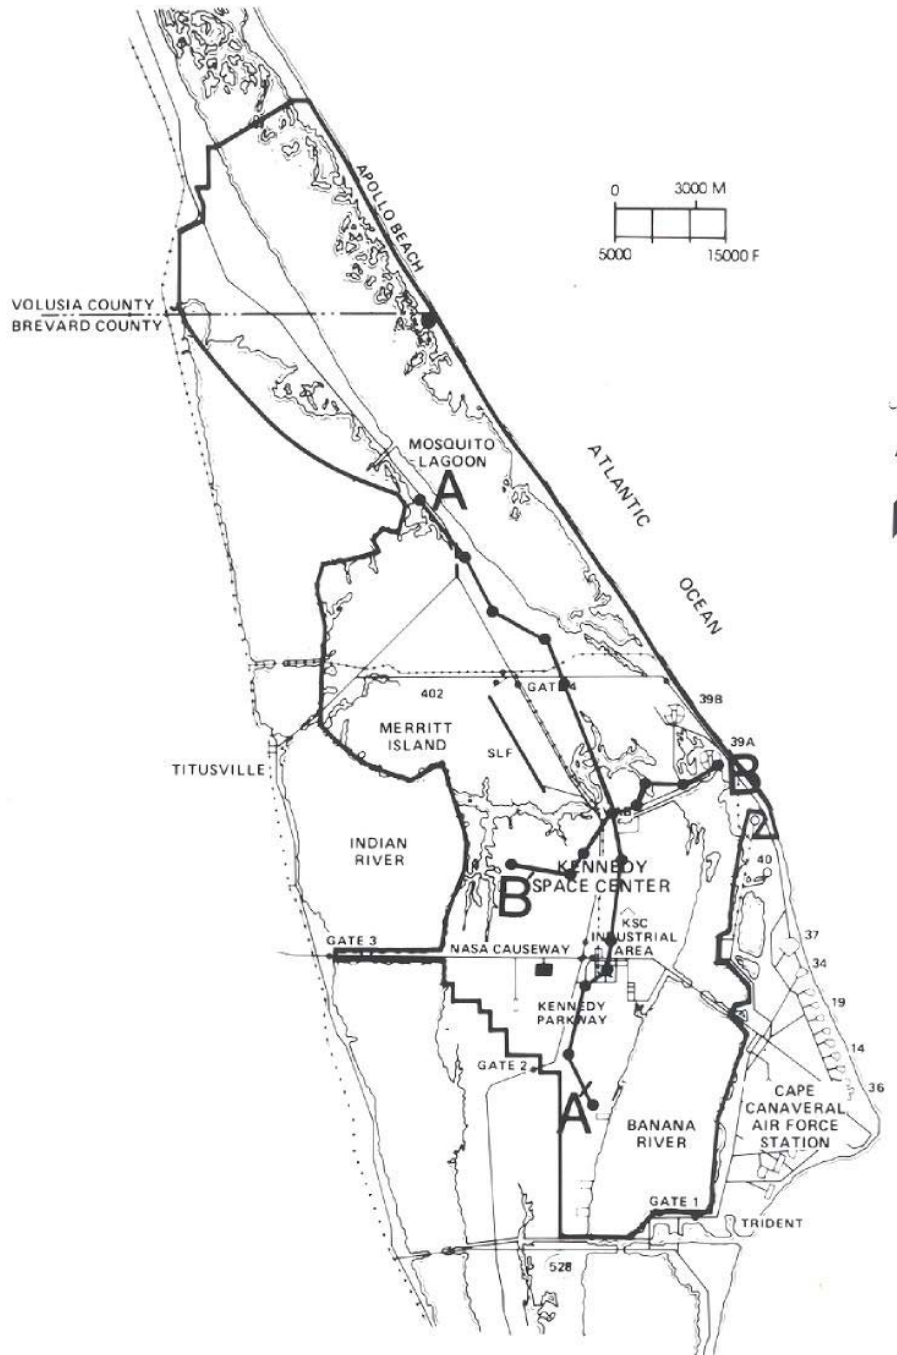 APOLLO BEACH
0 3000 M
5000 15000 F
VOLUSIA COUNTY
BREVARD COUNTY
MOSQUITO
LAGOON
A
ATLANTIC
OCEAN
GATE 4
402
39B
MERRITT
ISLAND
SLF
39A
TITUSVILLE
B
INDIAN
RIVER
40
KENNEDY
SPACE CENTER
B'
KSC
INDUSTRIAL
AREA
37
GATE 3
NASA CAUSEWAY
34
19
KENNEDY
PARKWAY
14
GATE 2
36
CAPE
CANAVERAL
AIR FORCE
STATION
A'
BANANA
RIVER
GATE 1
TRIDENT
528